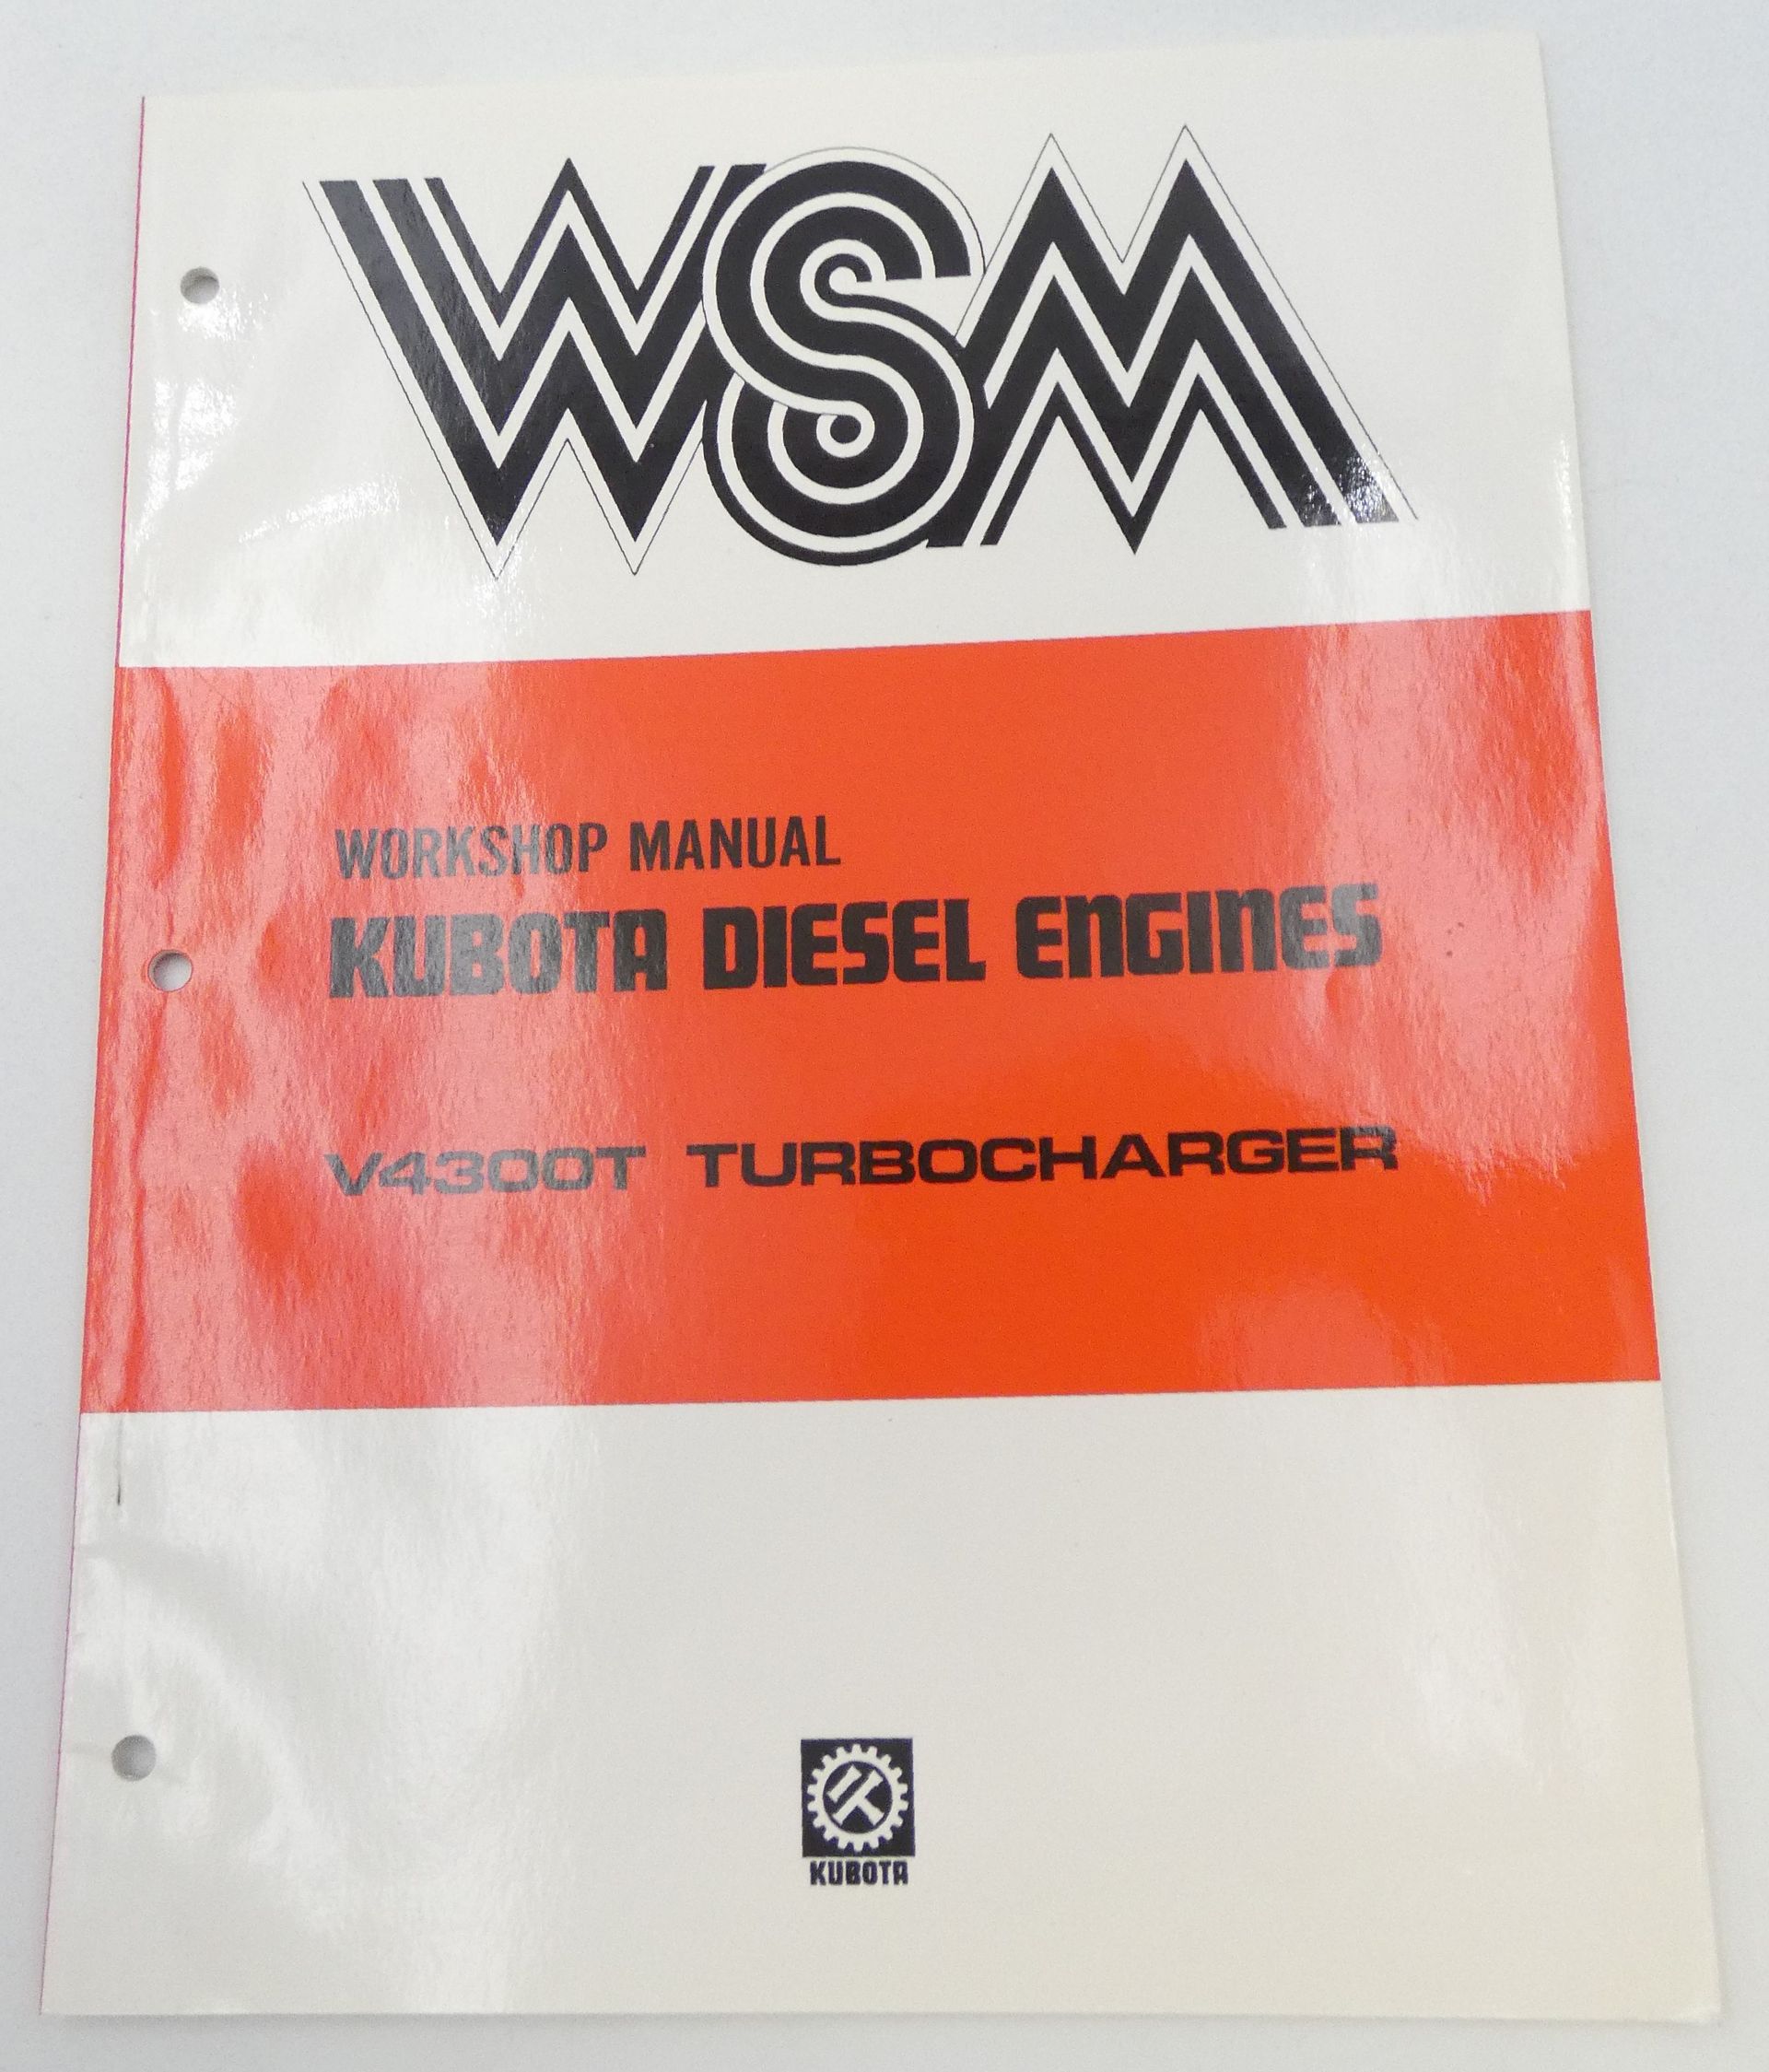 WSM
WORKSHOP MANUAL
KUBOTA DIESEL ENGINES
V4300T TURBOCHARGER
KUBOTA